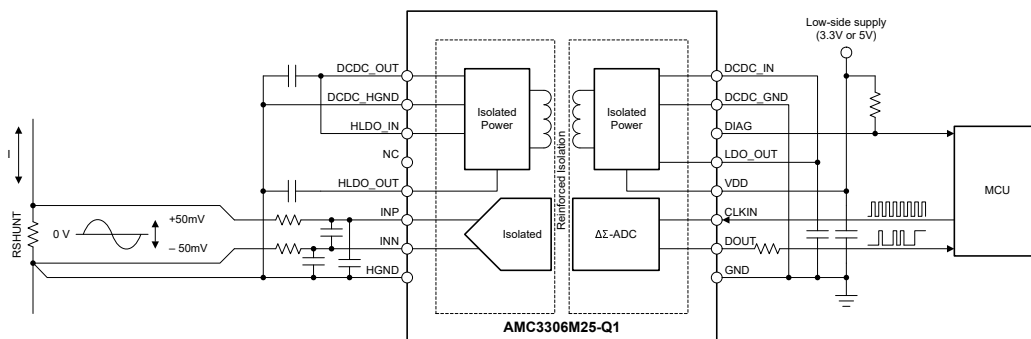 Low-side supply
(3.3V or 5V)
DCDC_OUT
DCDC_HGND
HLDO_IN
NC
HLDO_OUT
INP
INN
HGND
Isolated
Power
Isolated
Reinforced Isolation
Isolated
Power
ΔΣ-ADC
DCDC_IN
DCDC_GND
DIAG
LDO_OUT
VDD
CLKIN
DOUT
GND
MCU
I
RSHUNT
0 V
+50mV
– 50mV
AMC3306M25-Q1